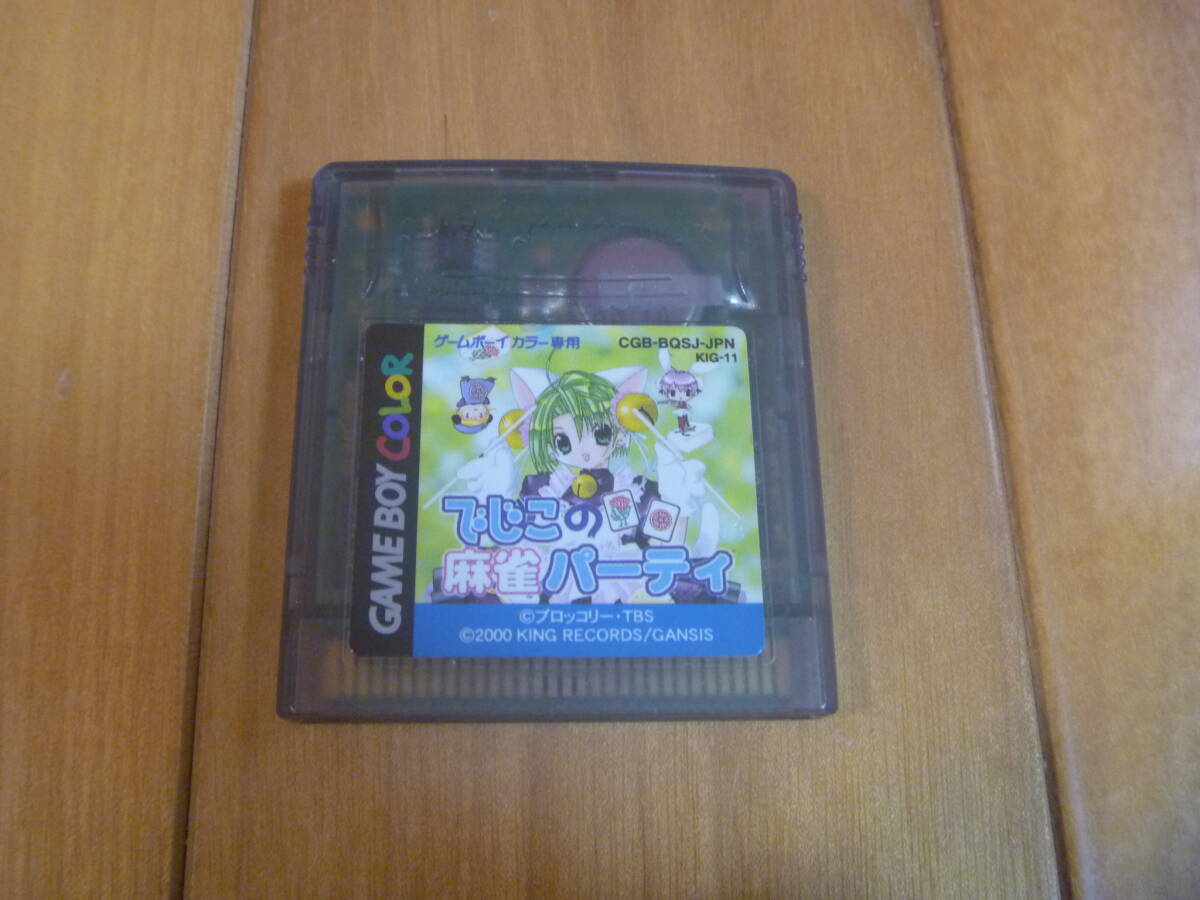 GAME BOY COLOR
ゲームボーイカラー専用
CGB-BQSJ-JPN
KIG-11
でじこの
麻雀パーティ
©ブロッコリー・TBS
©2000 KING RECORDS/GANSIS